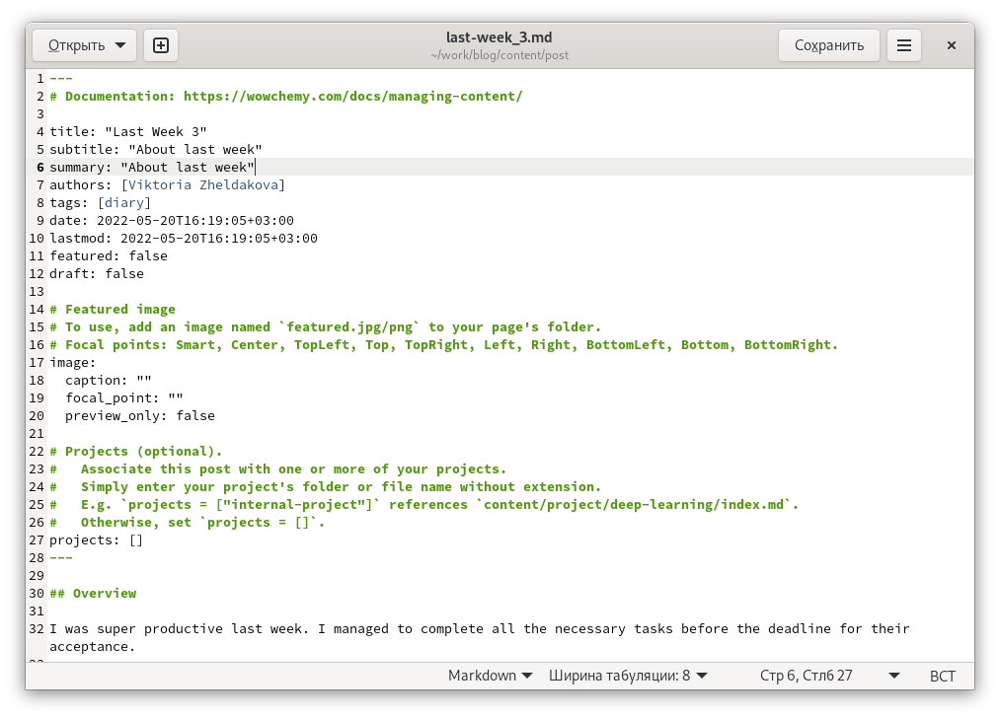 Открыть
last-week_3.md
~/work/blog/content/post
Сохранить
1 ---
2 # Documentation: https://wowchemy.com/docs/managing-content/
3
4 title: "Last Week 3"
5 subtitle: "About last week"
6 summary: "About last week"
7 authors: [Viktoria Zheldakova]
8 tags: [diary]
9 date: 2022-05-20T16:19:05+03:00
10 lastmod: 2022-05-20T16:19:05+03:00
11 featured: false
12 draft: false
13
14 # Featured image
15 # To use, add an image named `featured.jpg/png` to your page's folder.
16 # Focal points: Smart, Center, TopLeft, Top, TopRight, Left, Right, BottomLeft, Bottom, BottomRight.
17 image:
18   caption: ""
19   focal_point: ""
20   preview_only: false
21
22 # Projects (optional).
23 #   Associate this post with one or more of your projects.
24 #   Simply enter your project's folder or file name without extension.
25 #   E.g. `projects = ["internal-project"]` references `content/project/deep-learning/index.md`.
26 #   Otherwise, set `projects = []`.
27 projects: []
28 ---
29
30 ## Overview
31
32 I was super productive last week. I managed to complete all the necessary tasks before the deadline for their
acceptance.
Markdown
Ширина табуляции: 8
Стр 6, Стлб 27
ВСТ